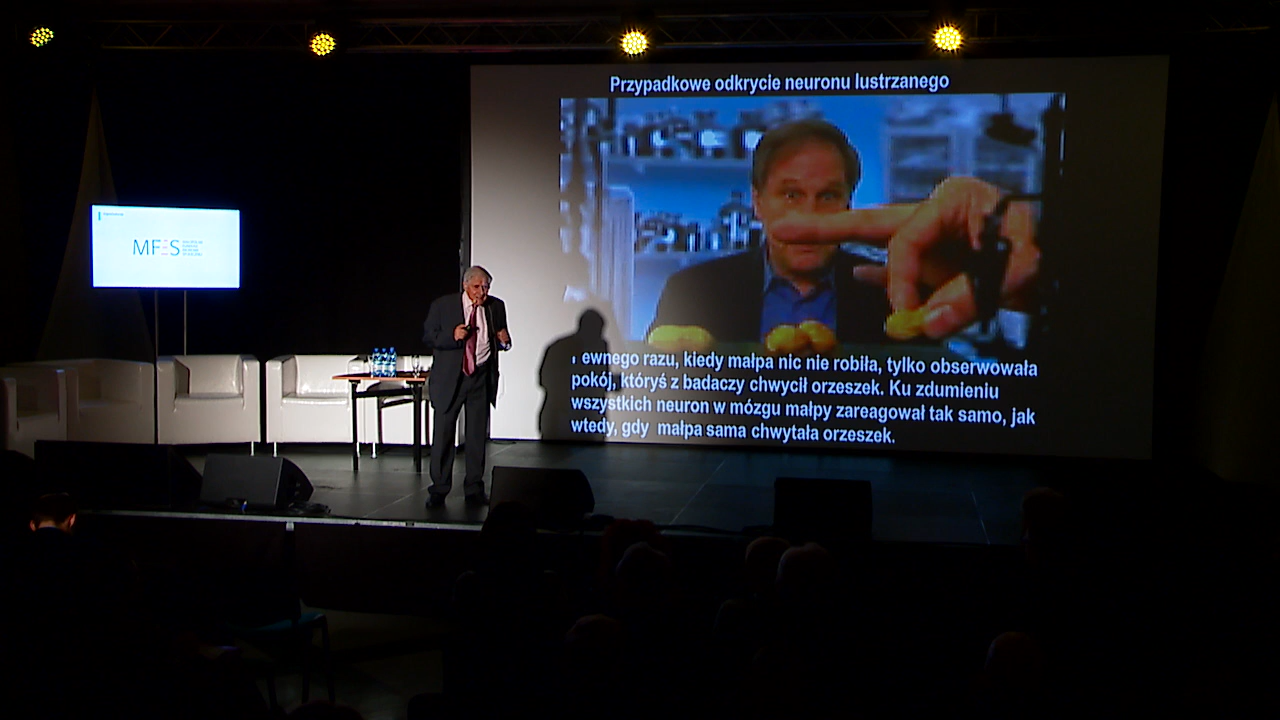 Przypadkowe odkrycie neuronu lustrzanego
ewnego razu, kiedy małpa nic nie robiła, tylko obserwowała
pokój, któryś z badaczy chwycił orzeszek. Ku zdumieniu
wszystkich neuron w mózgu małpy zareagował tak samo, jak
wtedy, gdy małpa sama chwytała orzeszek.
MFES